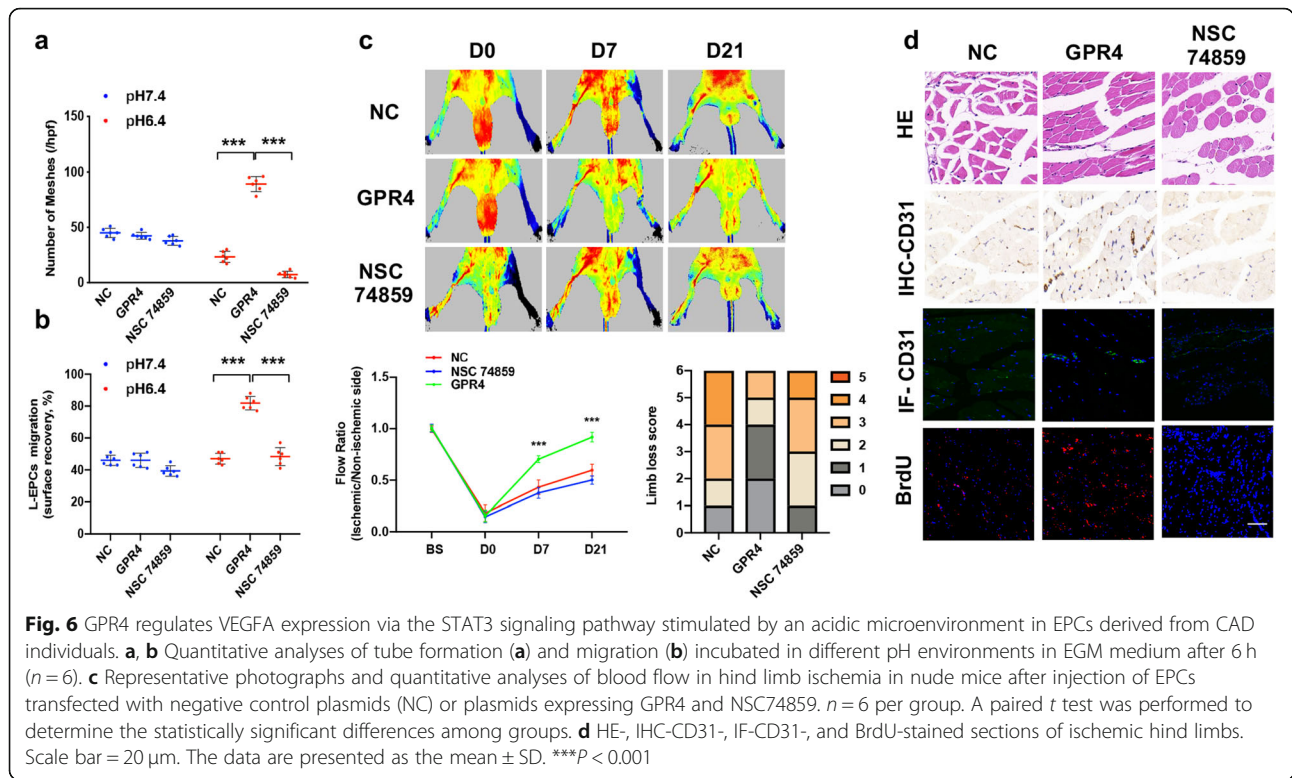 a
pH7.4
pH6.4
Number of Meshes (/hpf)
150
100
50
0
***
***
NC
GPR4
NSC 74859
NC
GPR4
NSC 74859
b
pH7.4
pH6.4
L-EPCs migration
(surface recovery, %)
100
80
60
40
20
0
***
***
NC
GPR4
NSC 74859
NC
GPR4
NSC 74859
c
D0
D7
D21
NC
GPR4
NSC
74859
NC
NSC 74859
GPR4
Flow Ratio
(Ischemic/Non-ischemic side)
1.5
1.0
0.5
0.0
***
***
BS
D0
D7
D21
Limb loss score
6
5
4
3
2
1
0
5
4
3
2
1
0
NC
GPR4
NSC 74859
d
NC
GPR4
NSC
74859
HE
IHC-CD31
IF- CD31
BrdU
Fig. 6 GPR4 regulates VEGFA expression via the STAT3 signaling pathway stimulated by an acidic microenvironment in EPCs derived from CAD
individuals. a, b Quantitative analyses of tube formation (a) and migration (b) incubated in different pH environments in EGM medium after 6 h
(n = 6). c Representative photographs and quantitative analyses of blood flow in hind limb ischemia in nude mice after injection of EPCs
transfected with negative control plasmids (NC) or plasmids expressing GPR4 and NSC74859. n = 6 per group. A paired t test was performed to
determine the statistically significant differences among groups. d HE-, IHC-CD31-, IF-CD31-, and BrdU-stained sections of ischemic hind limbs.
Scale bar = 20 μm. The data are presented as the mean ± SD. ***P < 0.001